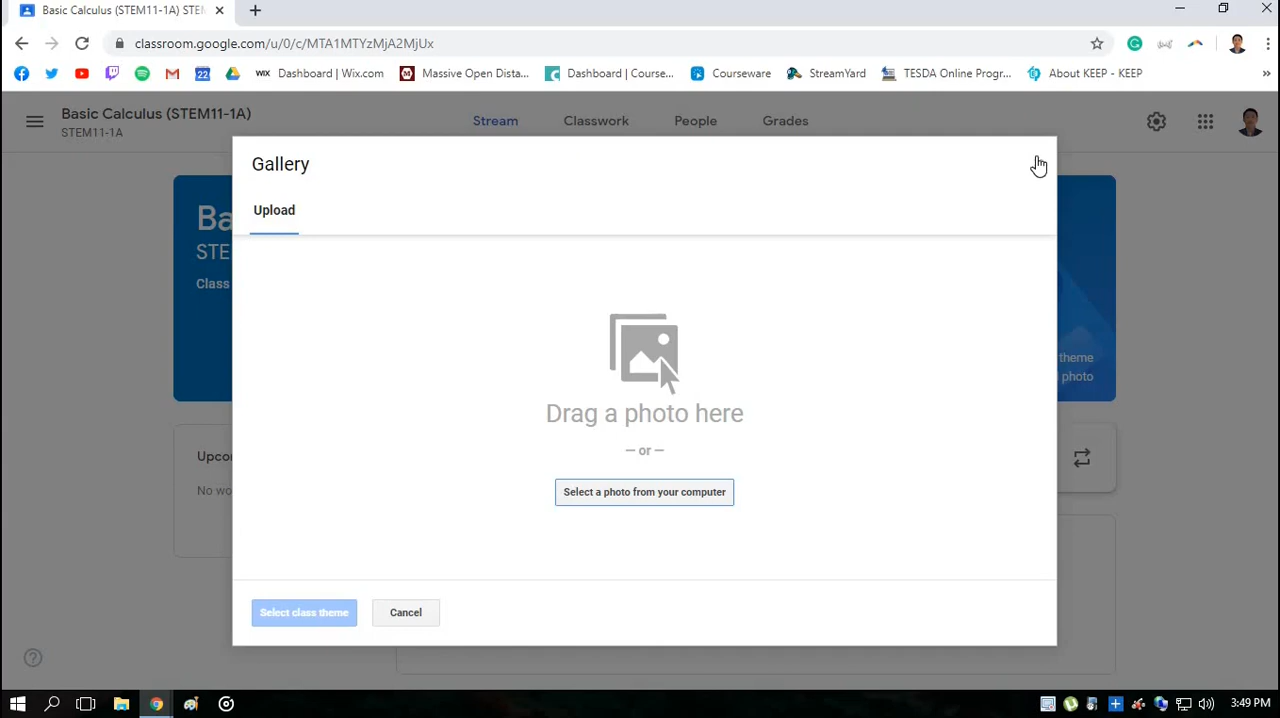 Basic Calculus (STEM11-1A) STEM
classroom.google.com/u/0/c/MTA1MTYzMjA2MjUx
22 Dashboard | Wix.com Massive Open Dista... Dashboard | Course... Courseware StreamYard TESDA Online Progr... About KEEP - KEEP »
WIX
Basic Calculus (STEM11-1A)
STEM11-1A
Stream Classwork People Grades
Gallery
Upload
Ba
STE
Class
Drag a photo here
— or —
Select a photo from your computer
theme
photo
Upcor
No wo
Select class theme Cancel
3:49 PM